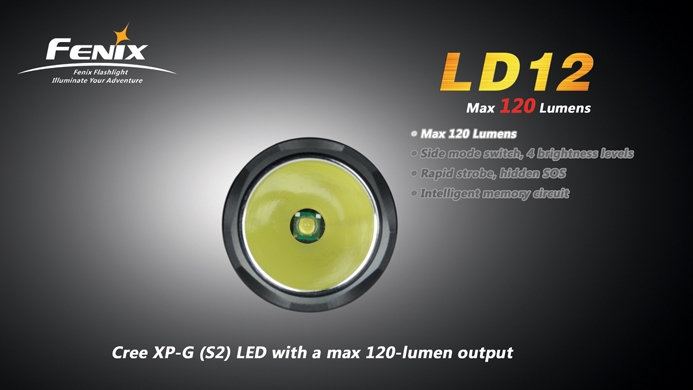 FENIX
Fenix Flashlight
Illuminate Your Adventure
LD12
Max 120 Lumens
• Max 120 Lumens
• Side mode switch, 4 brightness levels
• Rapid strobe, hidden SOS
• Intelligent memory circuit
Cree XP-G (S2) LED with a max 120-lumen output